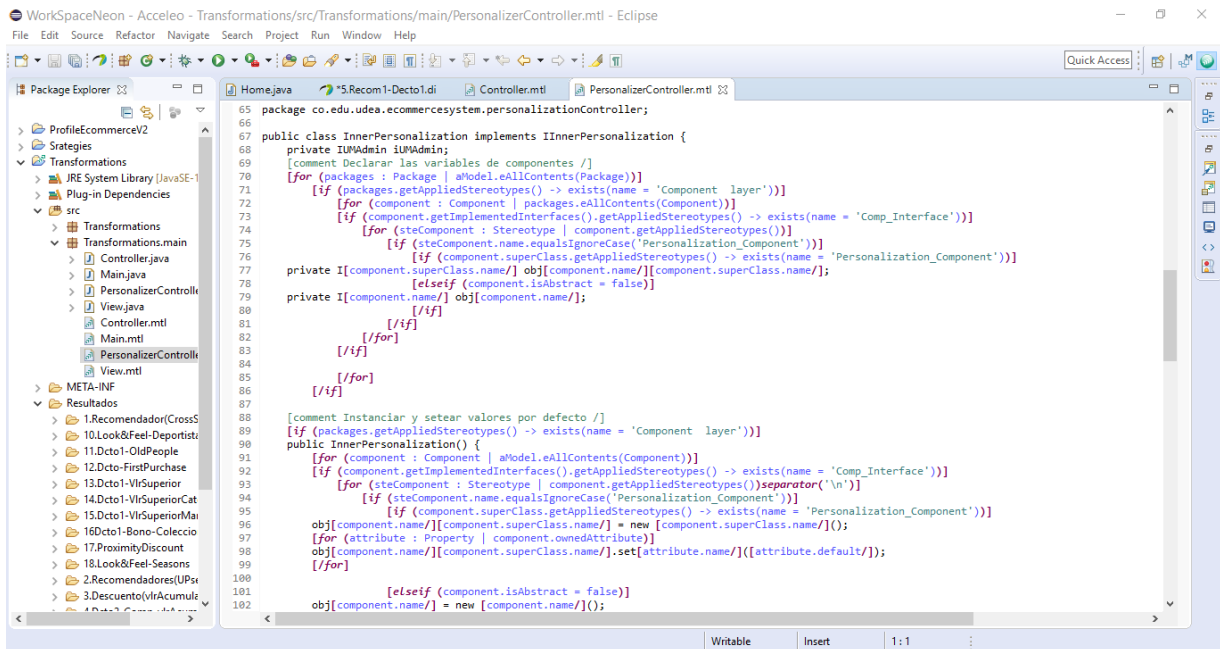 WorkSpaceNeon - Acceleo - Transformations/src/Transformations/main/PersonalizerController.mtl - Eclipse
File Edit Source Refactor Navigate Search Project Run Window Help
Quick Access
Package Explorer
ProfileEcommerceV2
Srategies
Transformations
JRE System Library [JavaSE-1
Plug-in Dependencies
src
Transformations
Transformations.main
Controller.java
Main.java
PersonalizerControlle
View.java
Controller.mtl
Main.mtl
PersonalizerControlle
View.mtl
META-INF
Resultados
1.Recomendador(CrossS
10.Look&Feel-Deportista
11.Dcto1-OldPeople
12.Dcto-FirstPurchase
13.Dcto1-VlrSuperior
14.Dcto1-VlrSuperiorCat
15.Dcto1-VlrSuperiorMar
16Dcto1-Bono-Coleccio
17.ProximityDiscount
18.Look&Feel-Seasons
2.Recomendadores(UPse
3.Descuento(vlrAcumula
Home.java *5.Recom1-Decto1.di Controller.mtl PersonalizerController.mtl
65 package co.edu.udea.ecommercesystem.personalizationController;
66
67 public class InnerPersonalization implements IInnerPersonalization {
68 private IUMAdmin iUMAdmin;
69 [comment Declarar las variables de componentes /]
70 [for (packages : Package | aModel.eAllContents(Package))]
71 [if (packages.getAppliedStereotypes() -> exists(name = 'Component layer'))]
72 [for (component : Component | packages.eAllContents(Component))]
73 [if (component.getImplementedInterfaces().getAppliedStereotypes() -> exists(name = 'Comp_Interface'))]
74 [for (steComponent : Stereotype | component.getAppliedStereotypes())]
75 [if (steComponent.name.equalsIgnoreCase('Personalization_Component'))]
76 [if (component.superClass.getAppliedStereotypes() -> exists(name = 'Personalization_Component'))]
77 private I[component.superClass.name/] obj[component.name/][component.superClass.name/];
78 [elseif (component.isAbstract = false)]
79 private I[component.name/] obj[component.name/];
80 [/if]
81 [/if]
82 [/for]
83 [/if]
84
85 [/for]
86 [/if]
87
88 [comment Instanciar y setear valores por defecto /]
89 [if (packages.getAppliedStereotypes() -> exists(name = 'Component layer'))]
90 public InnerPersonalization() {
91 [for (component : Component | aModel.eAllContents(Component))]
92 [if (component.getImplementedInterfaces().getAppliedStereotypes() -> exists(name = 'Comp_Interface'))]
93 [for (steComponent : Stereotype | component.getAppliedStereotypes())separator('\n')]
94 [if (steComponent.name.equalsIgnoreCase('Personalization_Component'))]
95 [if (component.superClass.getAppliedStereotypes() -> exists(name = 'Personalization_Component'))]
96 obj[component.name/][component.superClass.name/] = new [component.superClass.name/]();
97 [for (attribute : Property | component.ownedAttribute)]
98 obj[component.name/][component.superClass.name/].set[attribute.name/]([attribute.default/]);
99 [/for]
100
101 [elseif (component.isAbstract = false)]
102 obj[component.name/] = new [component.name/]();
Writable Insert 1 : 1